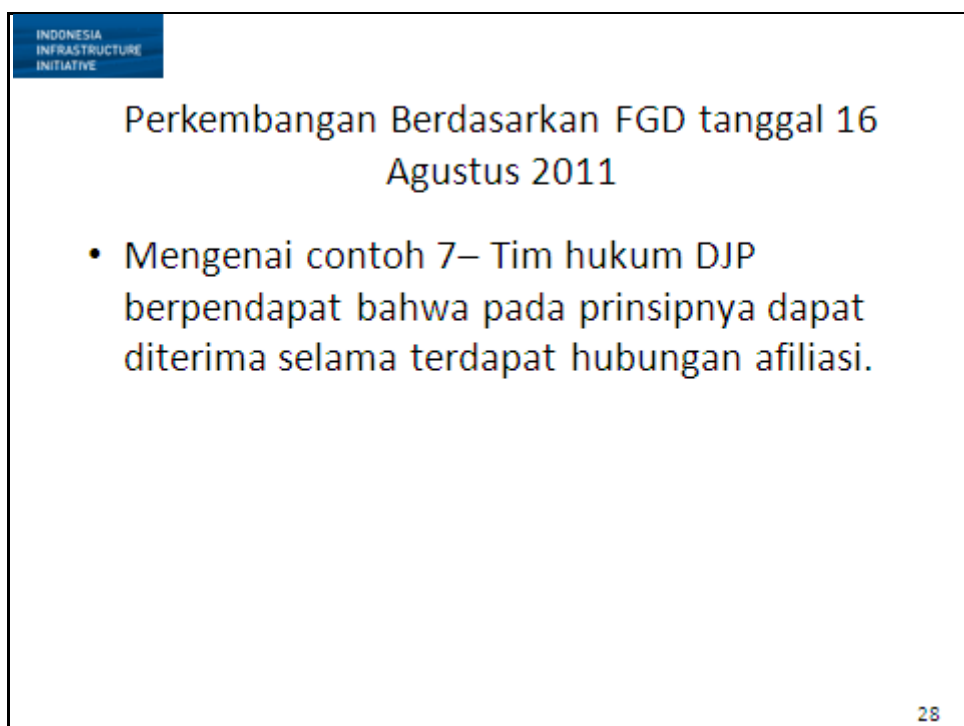 INDONESIA
INFRASTRUCTURE
INITIATIVE
Perkembangan Berdasarkan FGD tanggal 16
Agustus 2011
• Mengenai contoh 7– Tim hukum DJP
berpendapat bahwa pada prinsipnya dapat
diterima selama terdapat hubungan afiliasi.
28